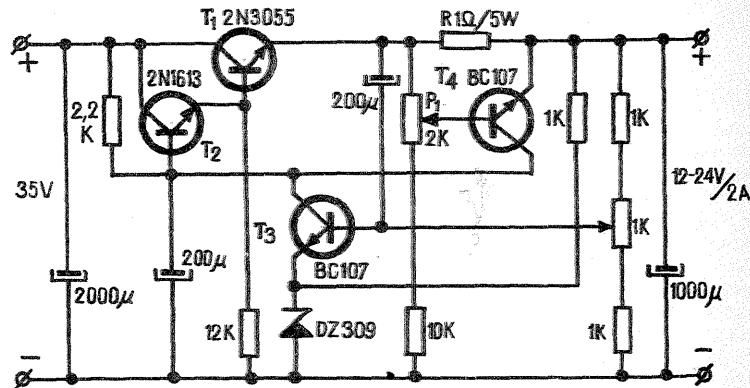 T1 2N3055
R1Ω/5W
+
2N1613
200µ
T4
BC107
+
2,2
K
P1
2K
1K
1K
T2
35V
12-24V/2A
T3
1K
BC107
200µ
2000µ
1000µ
12K
DZ309
10K
1K
−
−